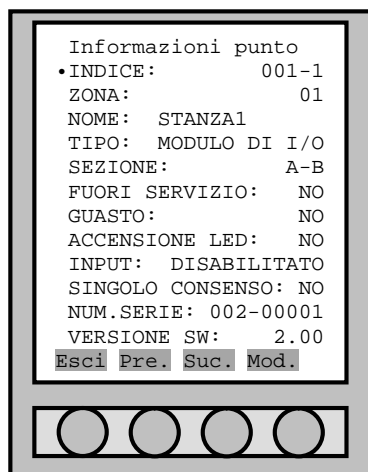 Informazioni punto
•INDICE: 001-1
ZONA: 01
NOME: STANZA1
TIPO: MODULO DI I/O
SEZIONE: A-B
FUORI SERVIZIO: NO
GUASTO: NO
ACCENSIONE LED: NO
INPUT: DISABILITATO
SINGOLO CONSENSO: NO
NUM.SERIE: 002-00001
VERSIONE SW: 2.00
Esci Pre. Suc. Mod.